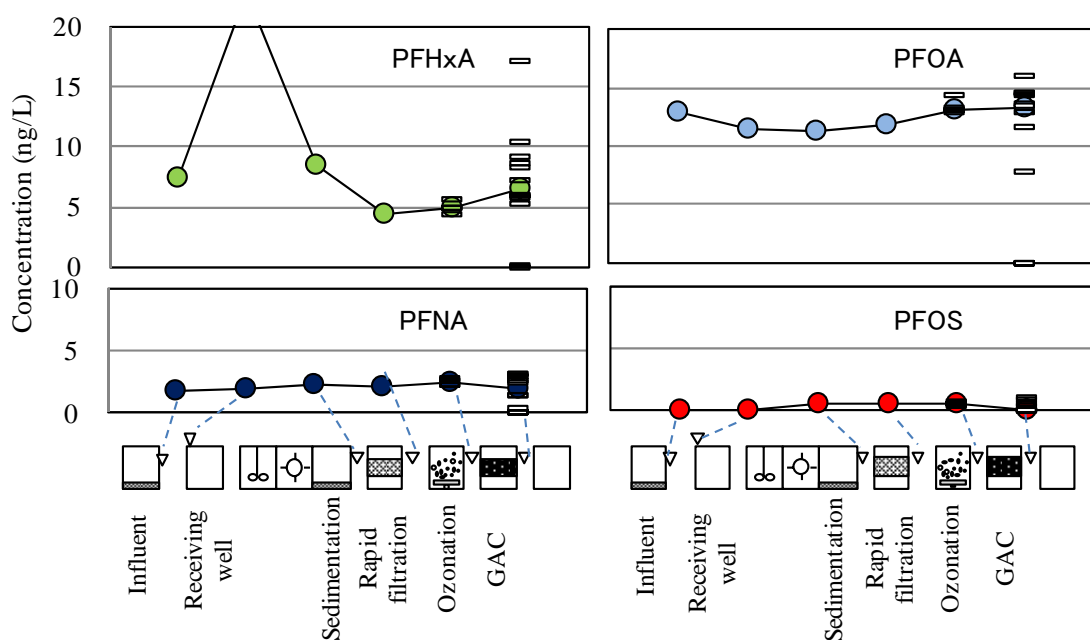 Concentration (ng/L)
20
15
10
5
0
PFHxA
PFOA
10
5
0
PFNA
PFOS
Influent
Receiving
well
Sedimentation
Rapid
filtration
Ozonation
GAC
Influent
Receiving
well
Sedimentation
Rapid
filtration
Ozonation
GAC